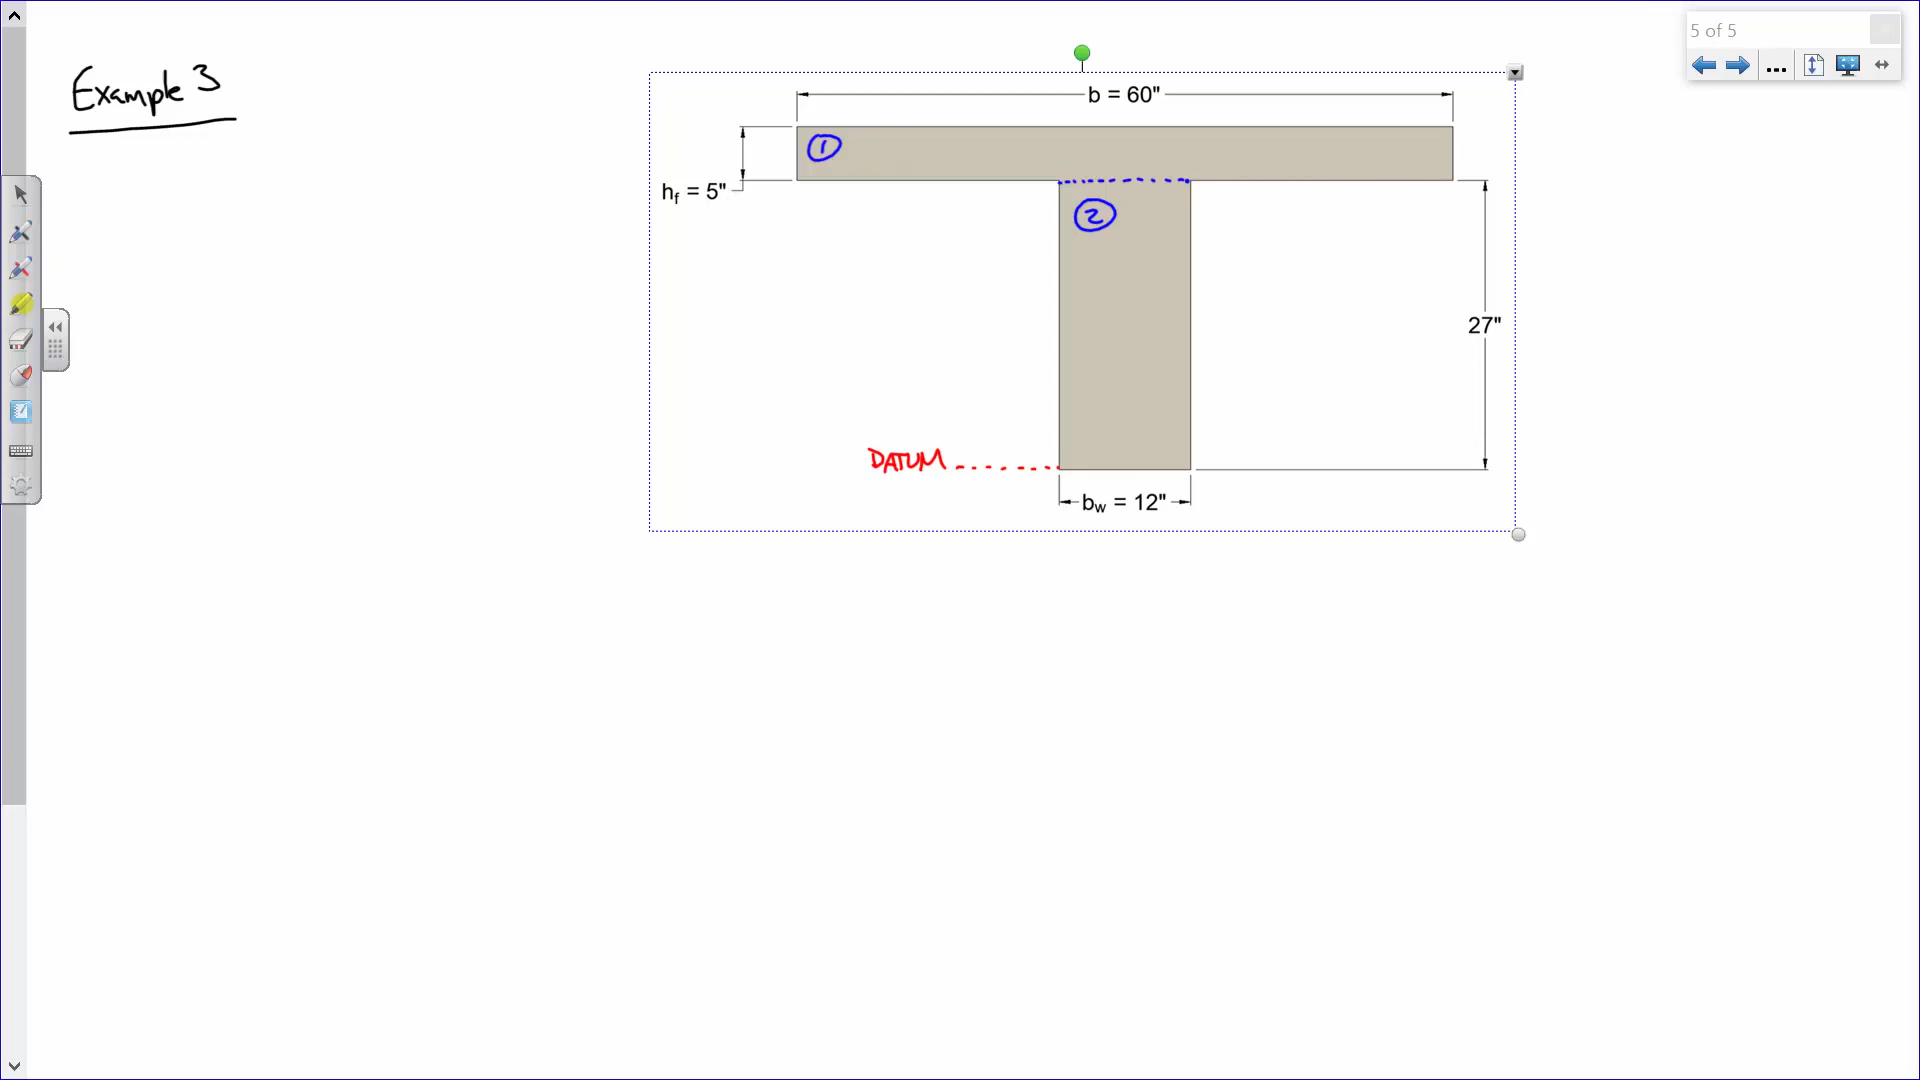 5 of 5
Example 3
b = 60"
1
hf = 5"
2
27"
DATUM
bw = 12"